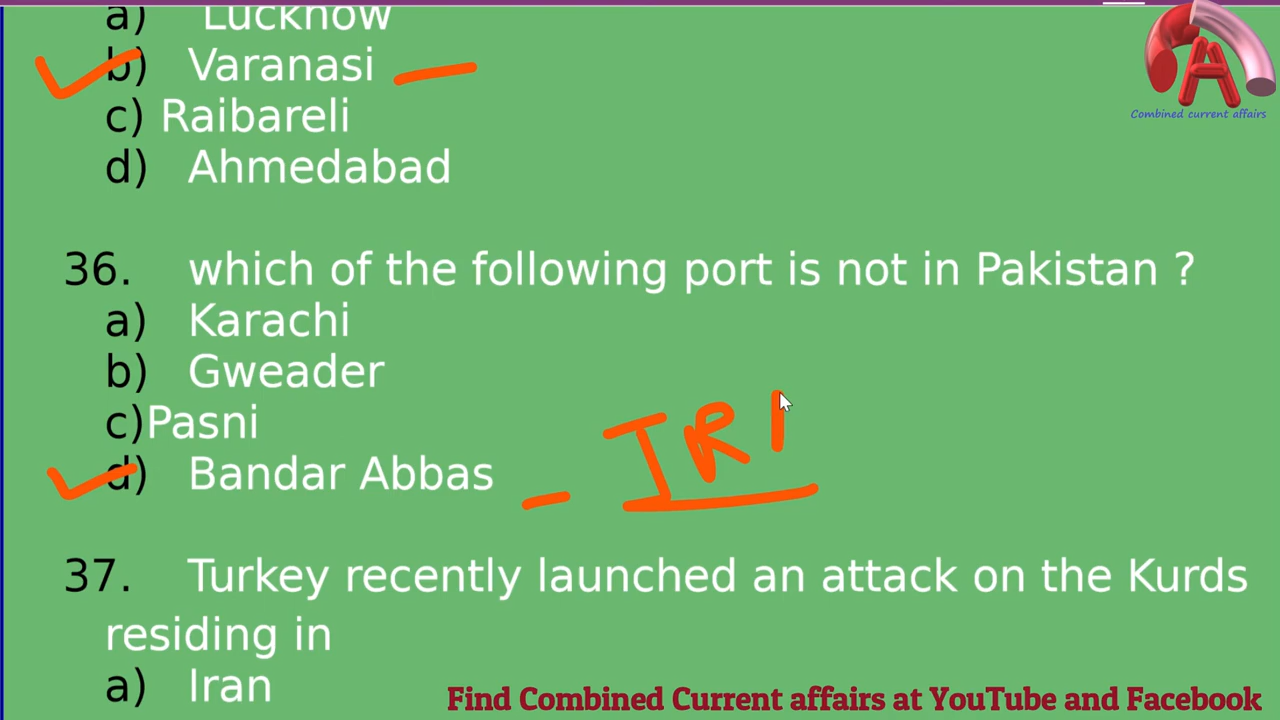 a) Lucknow
b) Varanasi
c) Raibareli
d) Ahmedabad
A
Combined current affairs
36. which of the following port is not in Pakistan ?
a) Karachi
b) Gweader
c)Pasni
d) Bandar Abbas - IRI
37. Turkey recently launched an attack on the Kurds
residing in
a) Iran
Find Combined Current affairs at YouTube and Facebook